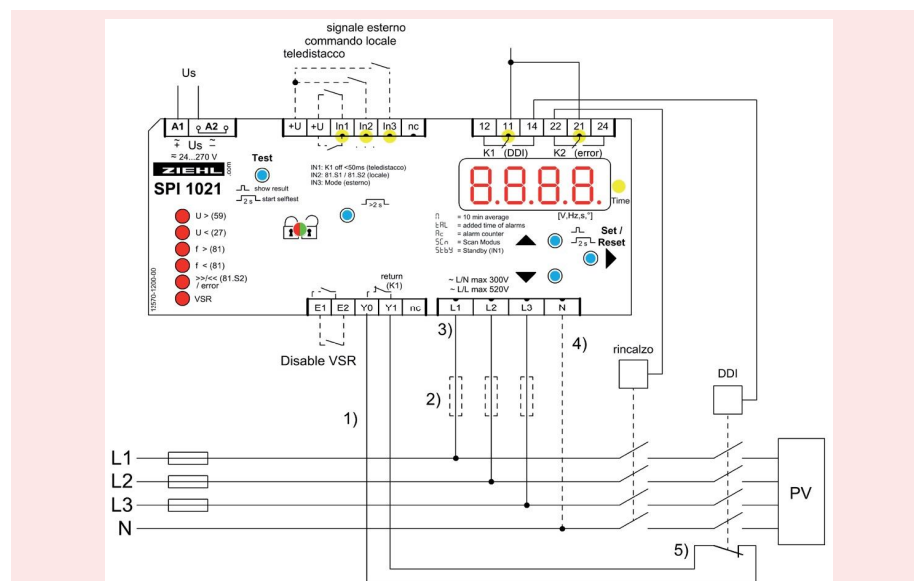 signale esterno
commando locale
teledistacco
Us
A1 A2
+U +U In1 In2 In3 nc
12 11 14 22 21 24
K1 (DDI) K2 (error)
Us
≂ 24...270 V
ZIEHL.com
SPI 1021
Test
show result
2 s start selftest
IN1: K1 off <50ms (teledistacco)
IN2: 81.S1 / 81.S2 (locale)
IN3: Mode (esterno)
>2 s
8.8.8.8.
Time
[V,Hz,s,°]
= 10 min average
= added time of alarms
= alarm counter
= Scan Modus
= Standby (IN1)
2 s
Set /
Reset
U > (59)
U < (27)
f > (81)
f < (81)
>>/<< (81.S2)
/ error
VSR
return
(K1)
~ L/N max 300V
~ L/L max 520V
E1 E2 Y0 Y1 nc
L1 L2 L3 N
Disable VSR
1)
2)
3)
4)
rincalzo
DDI
L1
L2
L3
N
PV
5)